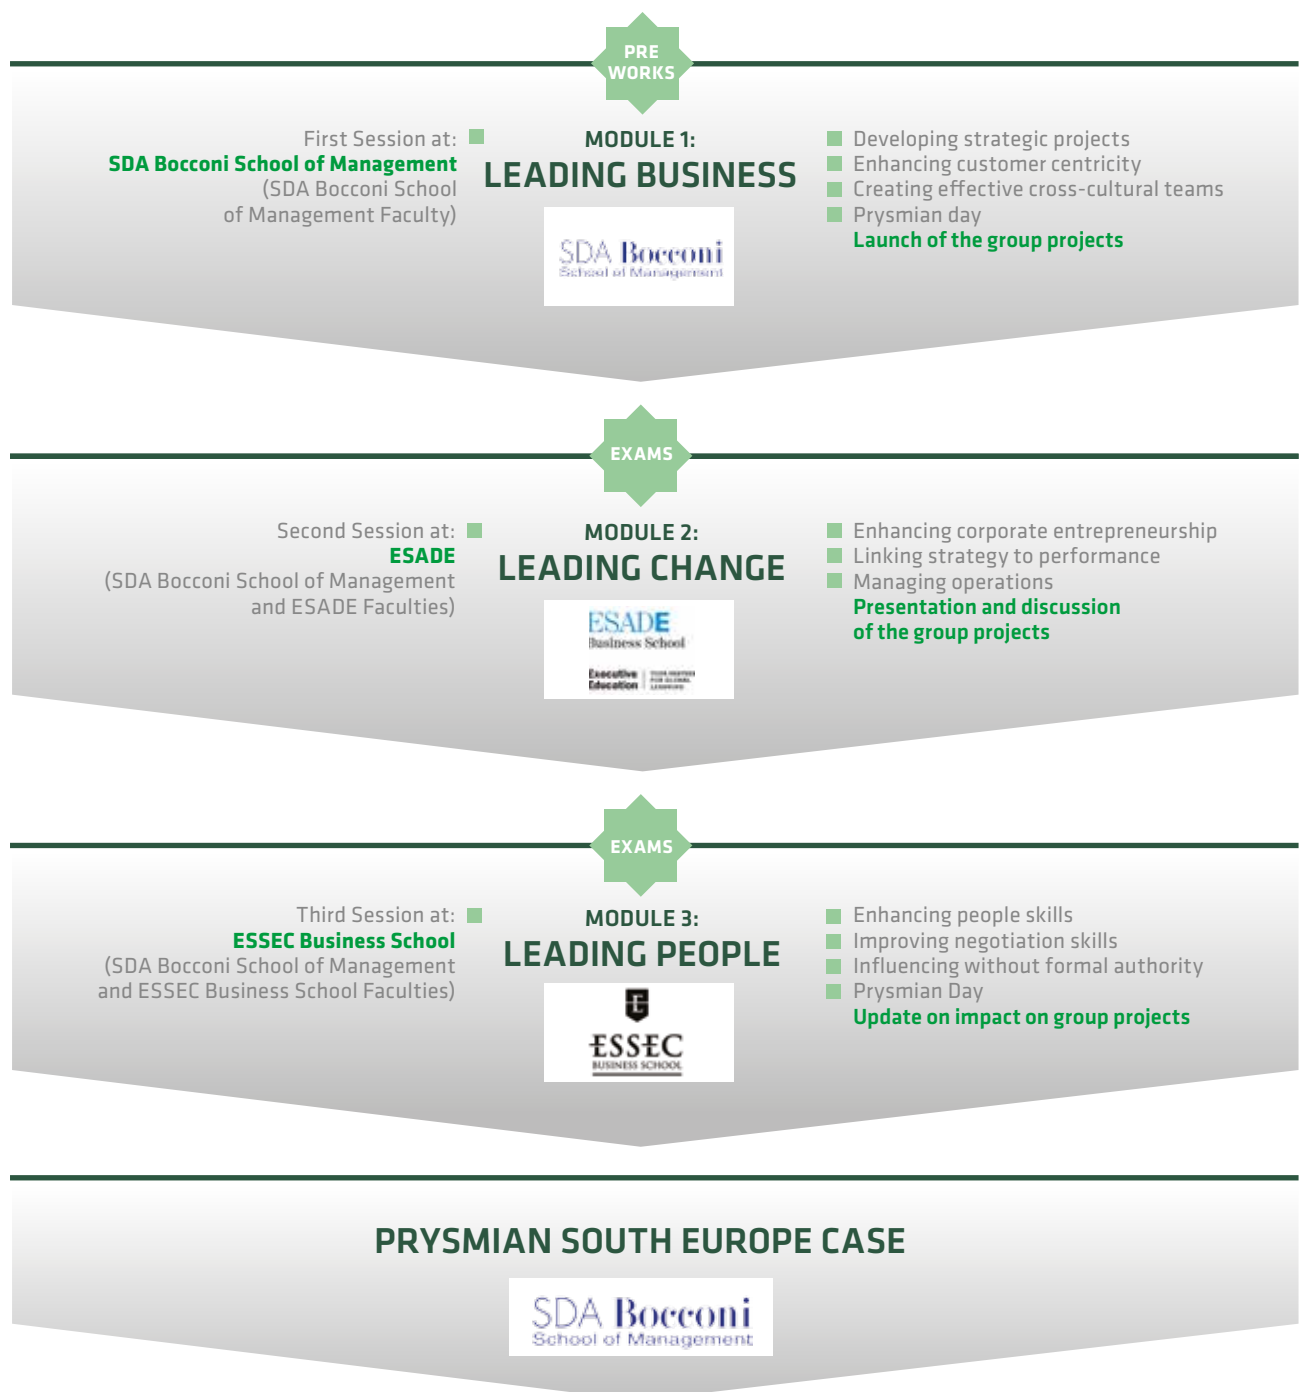 PRE
WORKS
First Session at:
SDA Bocconi School of Management
(SDA Bocconi School
of Management Faculty)
MODULE 1:
LEADING BUSINESS
SDA Bocconi
School of Management
Developing strategic projects
Enhancing customer centricity
Creating effective cross-cultural teams
Prysmian day
Launch of the group projects
EXAMS
Second Session at:
ESADE
(SDA Bocconi School of Management
and ESADE Faculties)
MODULE 2:
LEADING CHANGE
ESADE
Business School
Executive
Education
Enhancing corporate entrepreneurship
Linking strategy to performance
Managing operations
Presentation and discussion
of the group projects
EXAMS
Third Session at:
ESSEC Business School
(SDA Bocconi School of Management
and ESSEC Business School Faculties)
MODULE 3:
LEADING PEOPLE
ESSEC
BUSINESS SCHOOL
Enhancing people skills
Improving negotiation skills
Influencing without formal authority
Prysmian Day
Update on impact on group projects
PRYSMIAN SOUTH EUROPE CASE
SDA Bocconi
School of Management